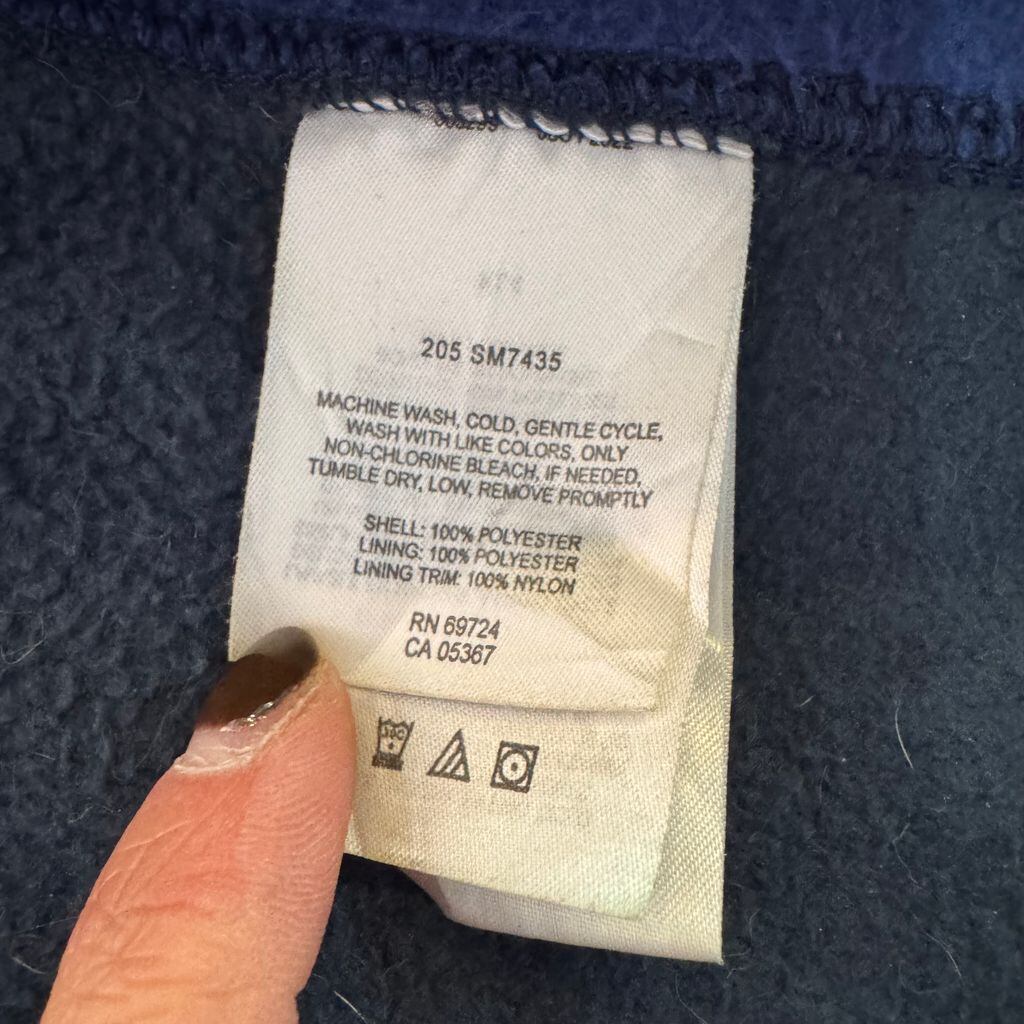 205 SM7435
MACHINE WASH, COLD, GENTLE CYCLE,
WASH WITH LIKE COLORS, ONLY
NON-CHLORINE BLEACH, IF NEEDED,
TUMBLE DRY, LOW, REMOVE PROMPTLY
SHELL: 100% POLYESTER
LINING: 100% POLYESTER
LINING TRIM: 100% NYLON
RN 69724
CA 05367